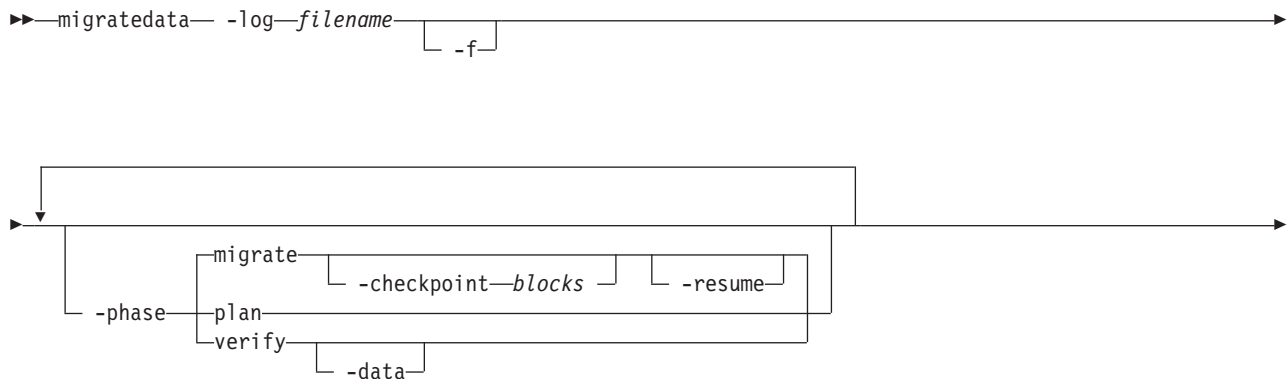 migratedata -log filename
-f
migrate
-checkpoint blocks -resume
-phase plan
verify
-data